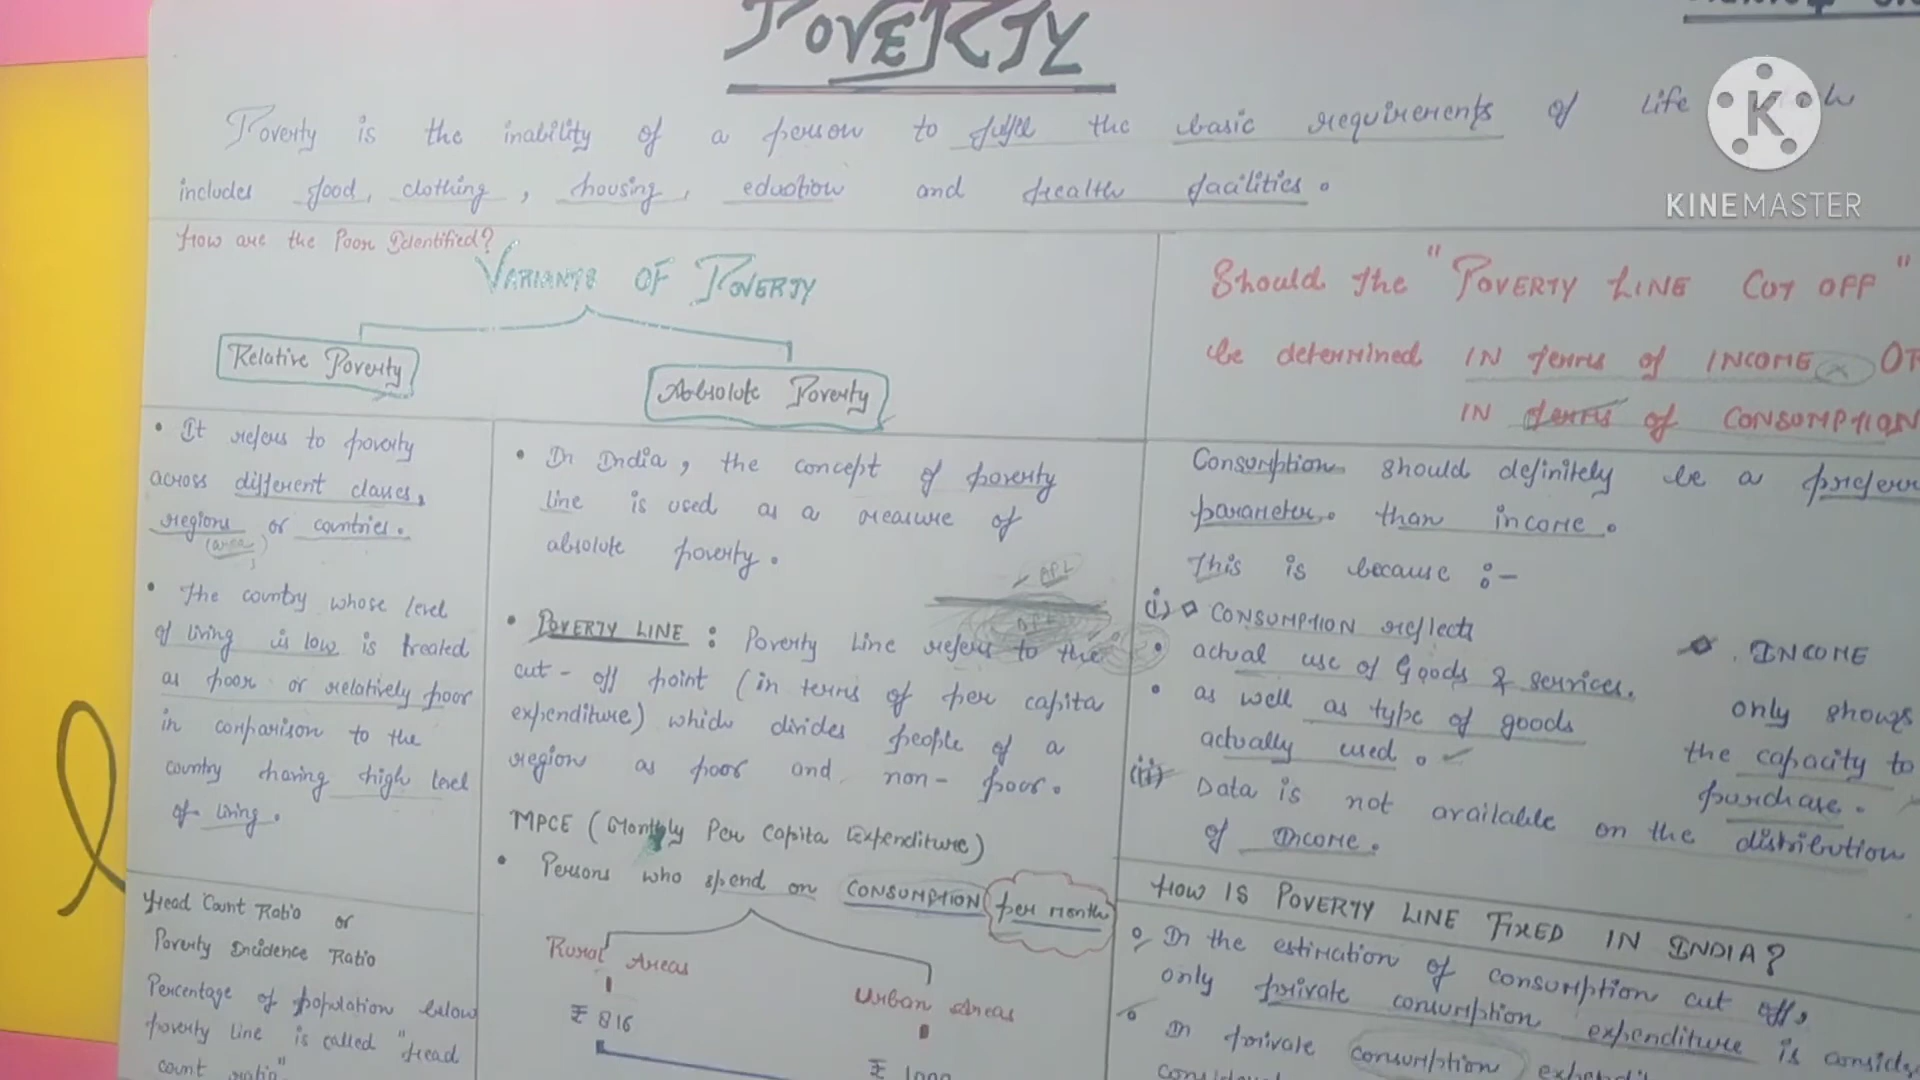 POVERTY
Poverty is the inability of a person to fulfill the basic requirements of life
includes food, clothing, housing, eduation and health facilities.
KINEMASTER
How are the Poor Identified?
VARIANTS OF POVERTY
Relative Poverty
Absolute Poverty
• It refers to poverty
across different classes,
regions or countries.
(area)
• The country whose level
of living is low is treated
as poor or relatively poor
in comparison to the
country having high level
of living.
Head Count Ratio or
Poverty Incidence Ratio
Percentage of population below
poverty line is called "Head
count ratio"
• In India, the concept of poverty
line is used as a measure of
absolute poverty.
APL
• POVERTY LINE : Poverty Line refers to the
cut-off point (in terms of per capita
expenditure) which divides people of a
region as poor and non-poor.
MPCE (Monthly Per Capita Expenditure)
• Persons who spend on CONSUMPTION per month
Rural Areas
₹ 816
Urban Areas
₹ 1000
Should the "POVERTY LINE CUT OFF"
be determined IN terms of INCOME × OR
IN terms of CONSUMPTION
Consumption should definitely be a
parameter. than income.
This is because :-
(i) CONSUMPTION reflects
• actual use of Goods & services.
• as well as type of goods
actually used.
INCOME
only shows
the capacity to
purchase.
(ii) Data is not available on the distribution
of Income.
HOW IS POVERTY LINE FIXED IN INDIA?
In the estimation of consumption cut off,
only private consumption expenditure is
In private consumption